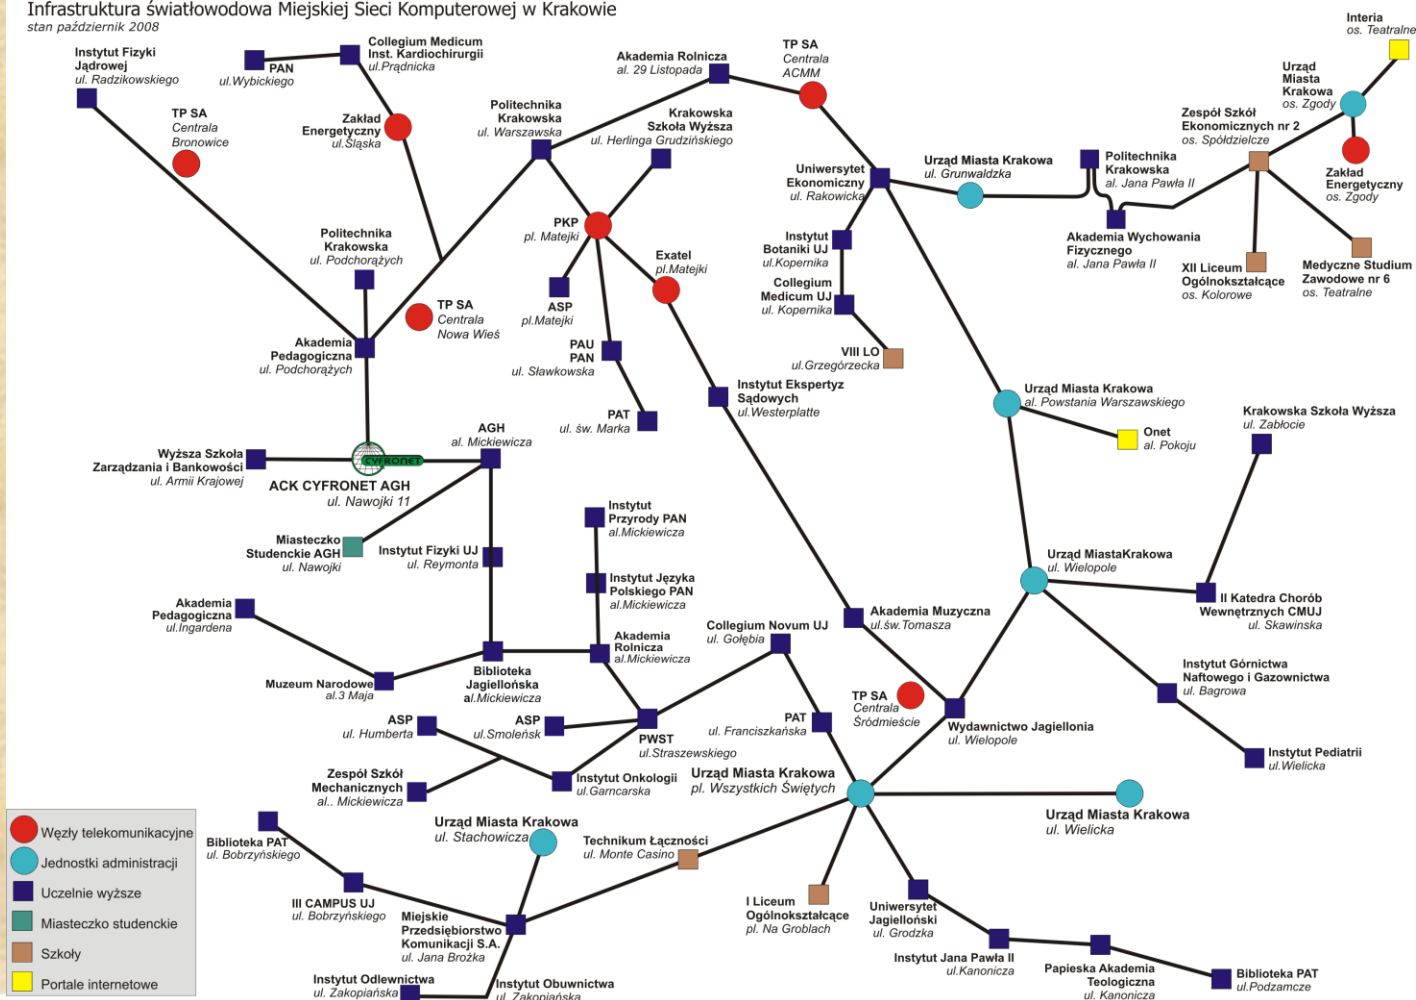 Infrastruktura światłowodowa Miejskiej Sieci Komputerowej w Krakowie
stan październik 2008
Instytut Fizyki
Jądrowej
ul. Radzikowskiego
PAN
ul.Wybickiego
Collegium Medicum
Inst. Kardiochirurgii
ul.Prądnicka
TP SA
Centrala
Bronowice
Zakład
Energetyczny
ul.Śląska
Politechnika
Krakowska
ul. Warszawska
Akademia Rolnicza
al. 29 Listopada
Krakowska
Szkoła Wyższa
ul. Herlinga Grudzińskiego
TP SA
Centrala
ACMM
Interia
os. Teatralne
Urząd
Miasta
Krakowa
os. Zgody
Zespół Szkół
Ekonomicznych nr 2
os. Spółdzielcze
Zakład
Energetyczny
os. Zgody
Uniwersytet
Ekonomiczny
ul. Rakowicka
Urząd Miasta Krakowa
ul. Grunwaldzka
Politechnika
Krakowska
al. Jana Pawła II
Akademia Wychowania
Fizycznego
al. Jana Pawła II
XII Liceum
Ogólnokształcące
os. Kolorowe
Medyczne Studium
Zawodowe nr 6
os. Teatralne
Politechnika
Krakowska
ul. Podchorążych
PKP
pl. Matejki
Exatel
pl.Matejki
Instytut
Botaniki UJ
ul.Kopernika
Collegium
Medicum UJ
ul. Kopernika
TP SA
Centrala
Nowa Wieś
ASP
pl.Matejki
Akademia
Pedagogiczna
ul. Podchorążych
PAU
PAN
ul. Sławkowska
VIII LO
ul.Grzegórzecka
PAT
ul. św. Marka
Instytut Ekspertyz
Sądowych
ul.Westerplatte
Urząd Miasta Krakowa
al. Powstania Warszawskiego
Onet
al. Pokoju
Krakowska Szkoła Wyższa
ul. Zabłocie
Wyższa Szkoła
Zarządzania i Bankowości
ul. Armii Krajowej
CYFRONET
ACK CYFRONET AGH
ul. Nawojki 11
AGH
al. Mickiewicza
Instytut
Przyrody PAN
al.Mickiewicza
Miasteczko
Studenckie AGH
ul. Nawojki
Instytut Fizyki UJ
ul. Reymonta
Instytut Języka
Polskiego PAN
al.Mickiewicza
Urząd MiastaKrakowa
ul. Wielopole
II Katedra Chorób
Wewnętrznych CMUJ
ul. Skawinska
Akademia
Pedagogiczna
ul.Ingardena
Collegium Novum UJ
ul. Gołębia
Akademia Muzyczna
ul.św.Tomasza
Akademia
Rolnicza
al.Mickiewicza
Muzeum Narodowe
al.3 Maja
Biblioteka
Jagiellońska
al.Mickiewicza
Instytut Górnictwa
Naftowego i Gazownictwa
ul. Bagrowa
TP SA
Centrala
Śródmieście
ASP
ul. Humberta
ASP
ul.Smoleńsk
PWST
ul.Straszewskiego
PAT
ul. Franciszkańska
Wydawnictwo Jagiellonia
ul. Wielopole
Instytut Pediatrii
ul.Wielicka
Zespół Szkół
Mechanicznych
al.. Mickiewicza
Instytut Onkologii
ul.Garncarska
Urząd Miasta Krakowa
pl. Wszystkich Świętych
Urząd Miasta Krakowa
ul. Wielicka
Węzły telekomunikacyjne
Jednostki administracji
Uczelnie wyższe
Miasteczko studenckie
Szkoły
Portale internetowe
Biblioteka PAT
ul. Bobrzyńskiego
Urząd Miasta Krakowa
ul. Stachowicza
Technikum Łączności
ul. Monte Casino
III CAMPUS UJ
ul. Bobrzyńskiego
Miejskie
Przedsiębiorstwo
Komunikacji S.A.
ul. Jana Brożka
I Liceum
Ogólnokształcące
pl. Na Groblach
Uniwersytet
Jagielloński
ul. Grodzka
Instytut Jana Pawła II
ul.Kanonicza
Papieska Akademia
Teologiczna
ul. Kanonicza
Biblioteka PAT
ul.Podzamcze
Instytut Odlewnictwa
ul. Zakopiańska
Instytut Obuwnictwa
ul. Zakopiańska